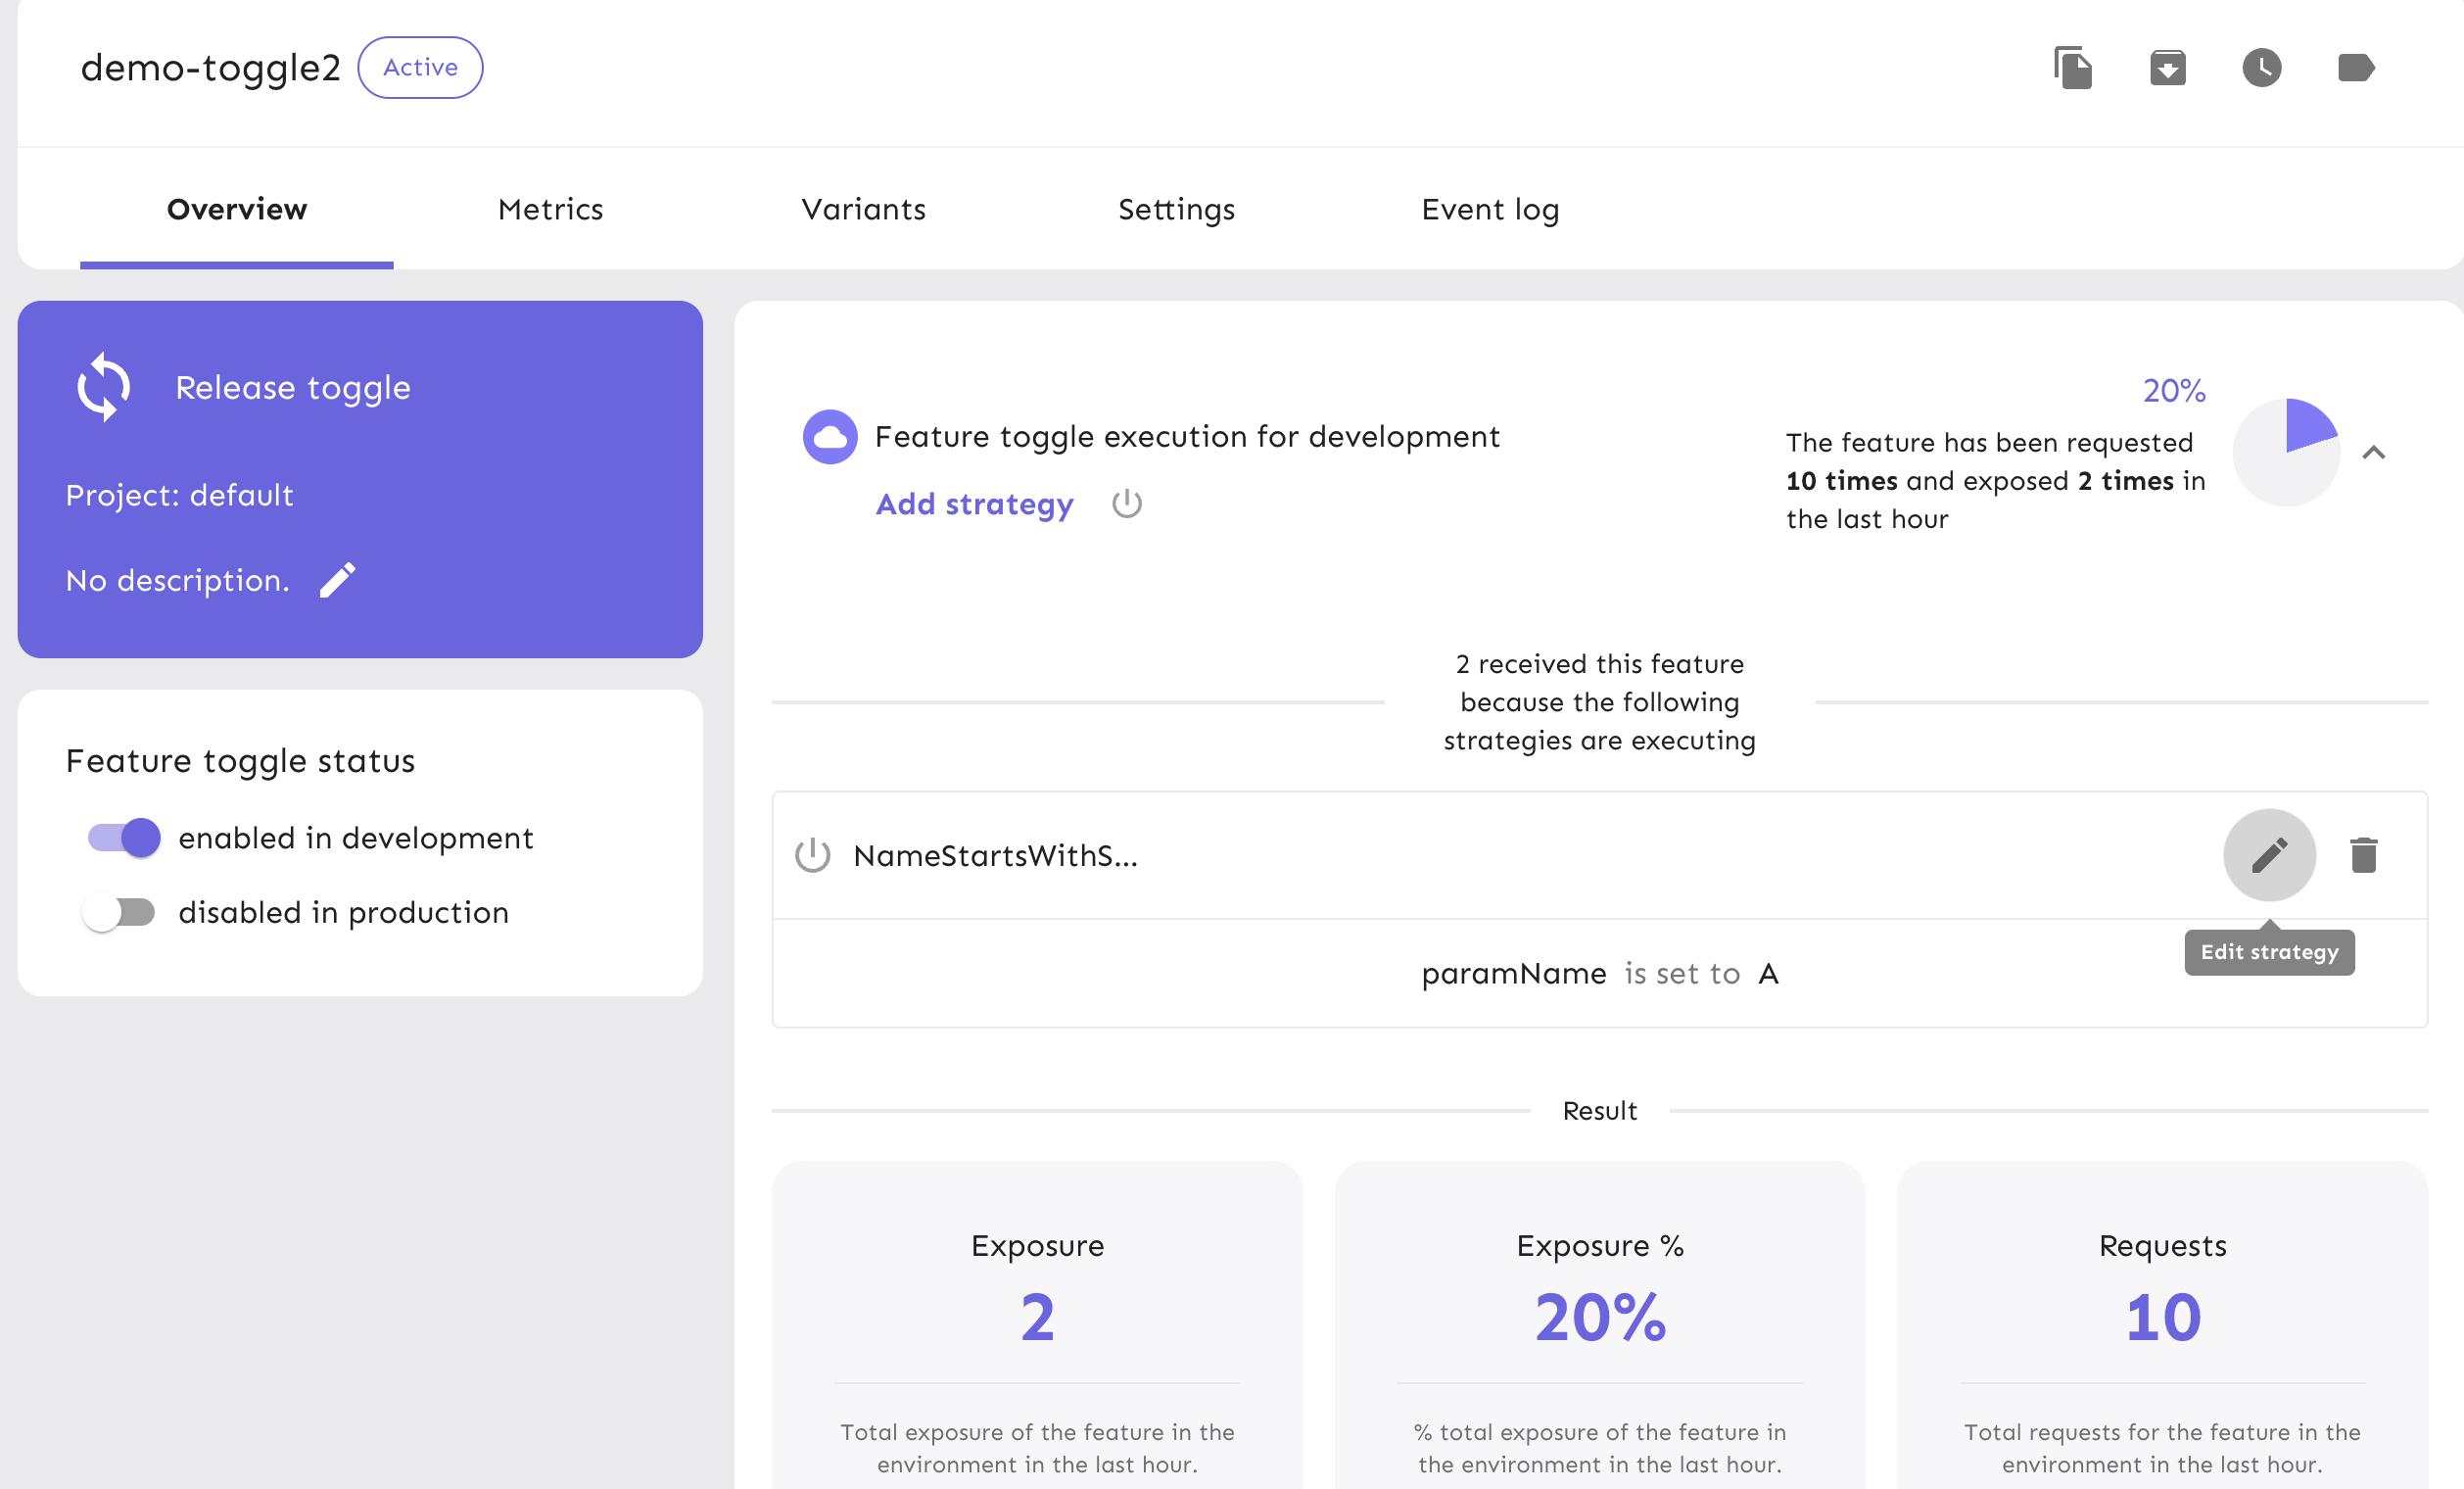 demo-toggle2 Active
Overview Metrics Variants Settings Event log
Release toggle
Project: default
No description.
Feature toggle status
enabled in development
disabled in production
Feature toggle execution for development
Add strategy
20%
The feature has been requested
10 times and exposed 2 times in
the last hour
2 received this feature
because the following
strategies are executing
NameStartsWithS...
Edit strategy
paramName is set to A
Result
Exposure
2
Total exposure of the feature in the
environment in the last hour.
Exposure %
20%
% total exposure of the feature in
the environment in the last hour.
Requests
10
Total requests for the feature in the
environment in the last hour.